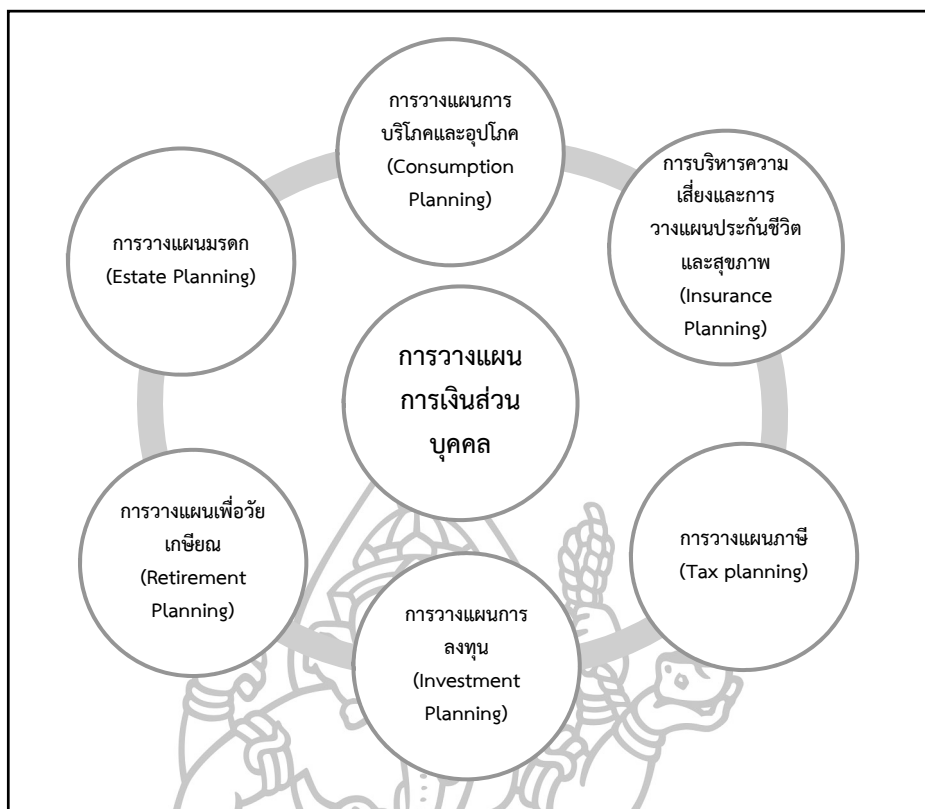 การวางแผนการ
บริโภคและอุปโภค
(Consumption
Planning)
การบริหารความ
เสี่ยงและการ
วางแผนประกันชีวิต
และสุขภาพ
(Insurance
Planning)
การวางแผนมรดก
(Estate Planning)
การวางแผน
การเงินส่วน
บุคคล
การวางแผนเพื่อวัย
เกษียณ
(Retirement
Planning)
การวางแผนภาษี
(Tax planning)
การวางแผนการ
ลงทุน
(Investment
Planning)